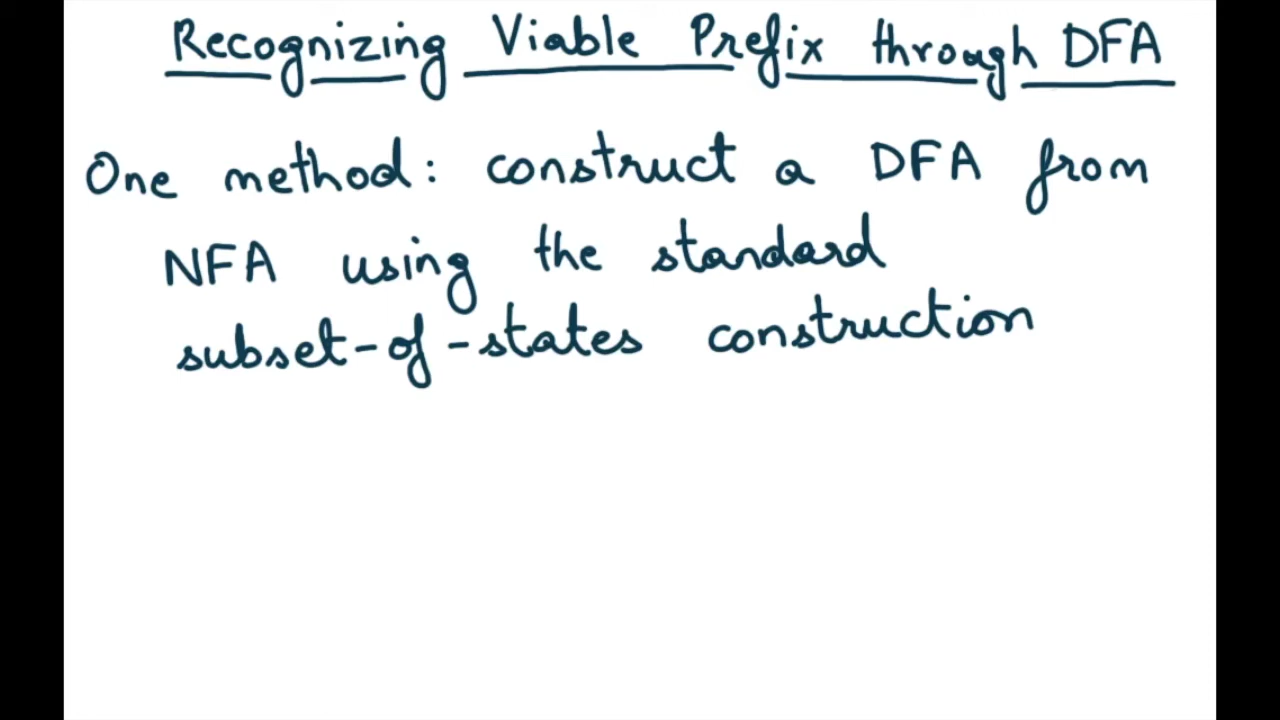 Recognizing Viable Prefix through DFA
One method: construct a DFA from
NFA using the standard
subset-of-states construction